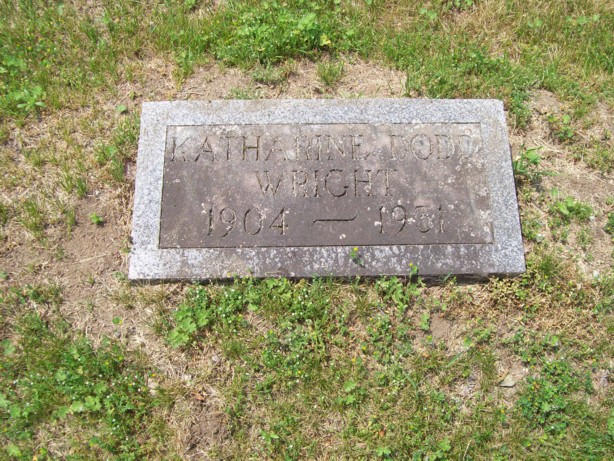 KATHARINE DODD
WRIGHT
1904 — 1931